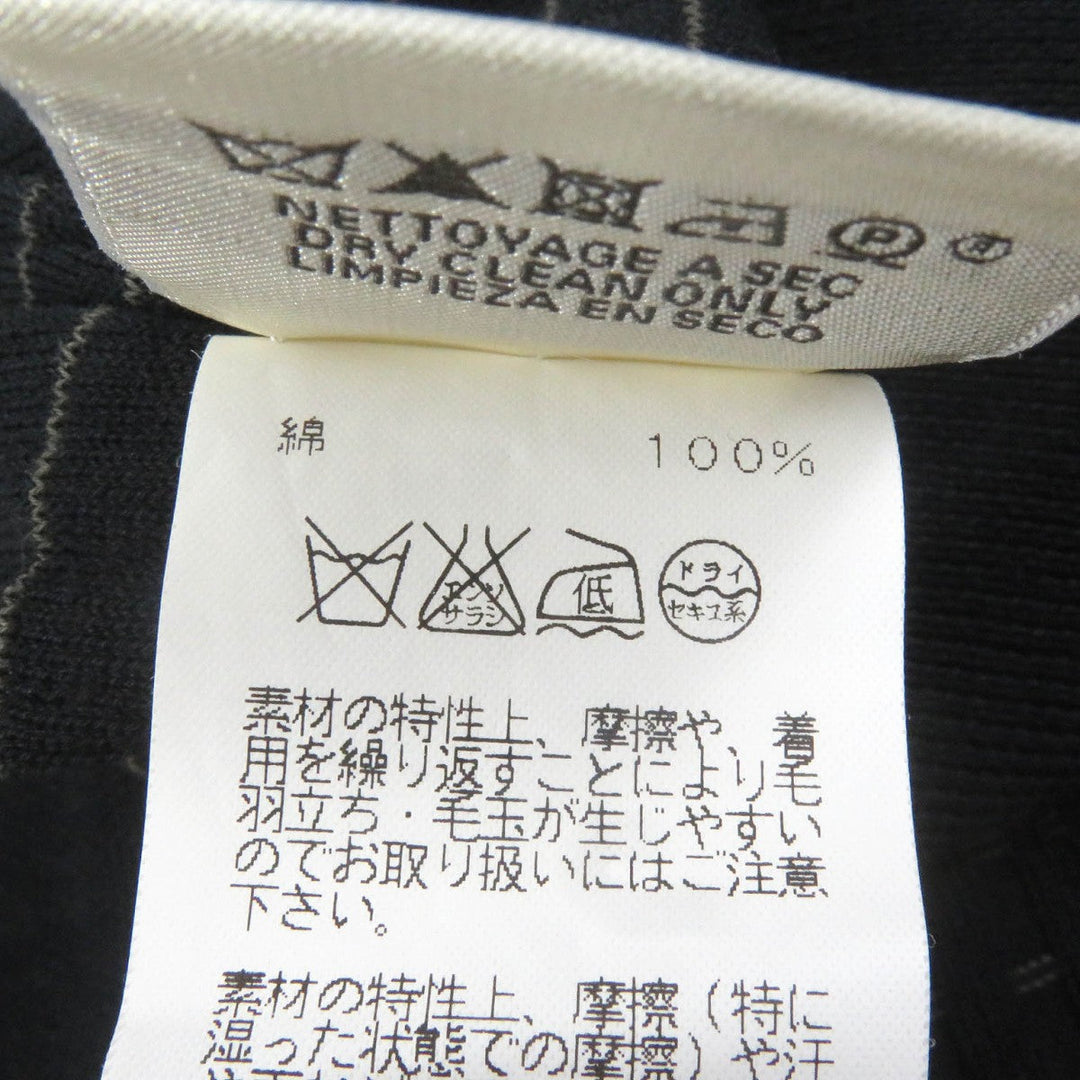 P
NETTOYAGE A SEC
DRY CLEAN ONLY
LIMPIEZA EN SECO
綿 100%
エンソ
サラシ
低
ドライ
セキユ系
素材の特性上、摩擦や、着
用を繰り返すことにより毛
羽立ち・毛玉が生じやすい
のでお取り扱いにはご注意
下さい。
素材の特性上、摩擦(特に
湿った状態での摩擦)や汗